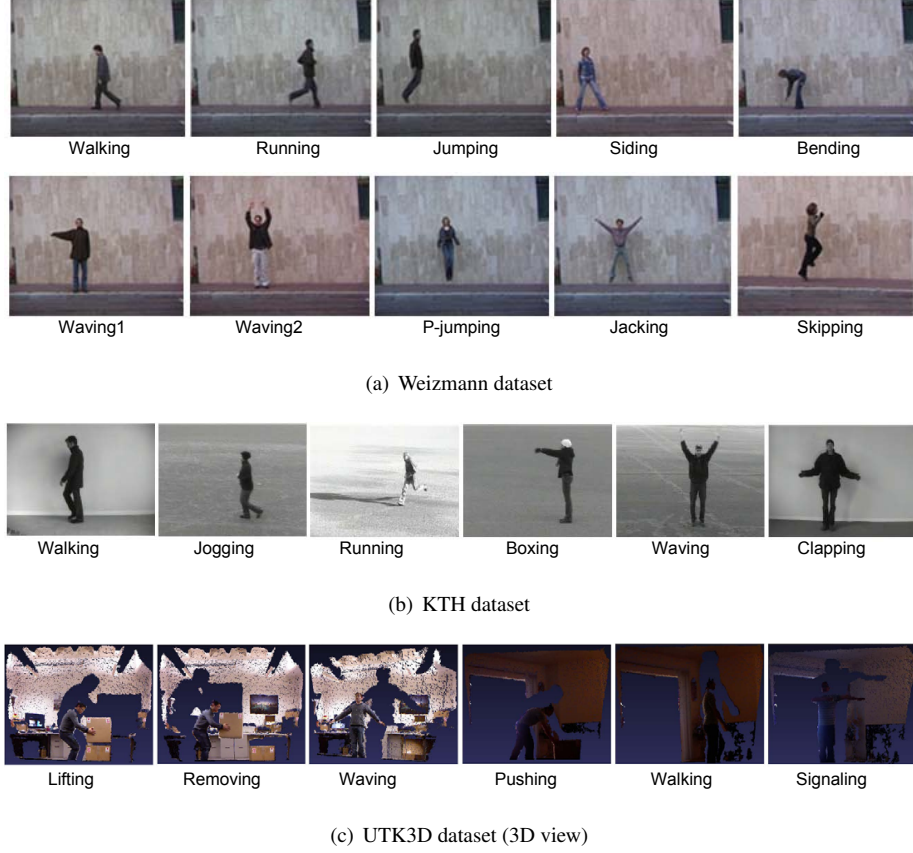 Walking Running Jumping Siding Bending
Waving1 Waving2 P-jumping Jacking Skipping
(a) Weizmann dataset
Walking Jogging Running Boxing Waving Clapping
(b) KTH dataset
Lifting Removing Waving Pushing Walking Signaling
(c) UTK3D dataset (3D view)